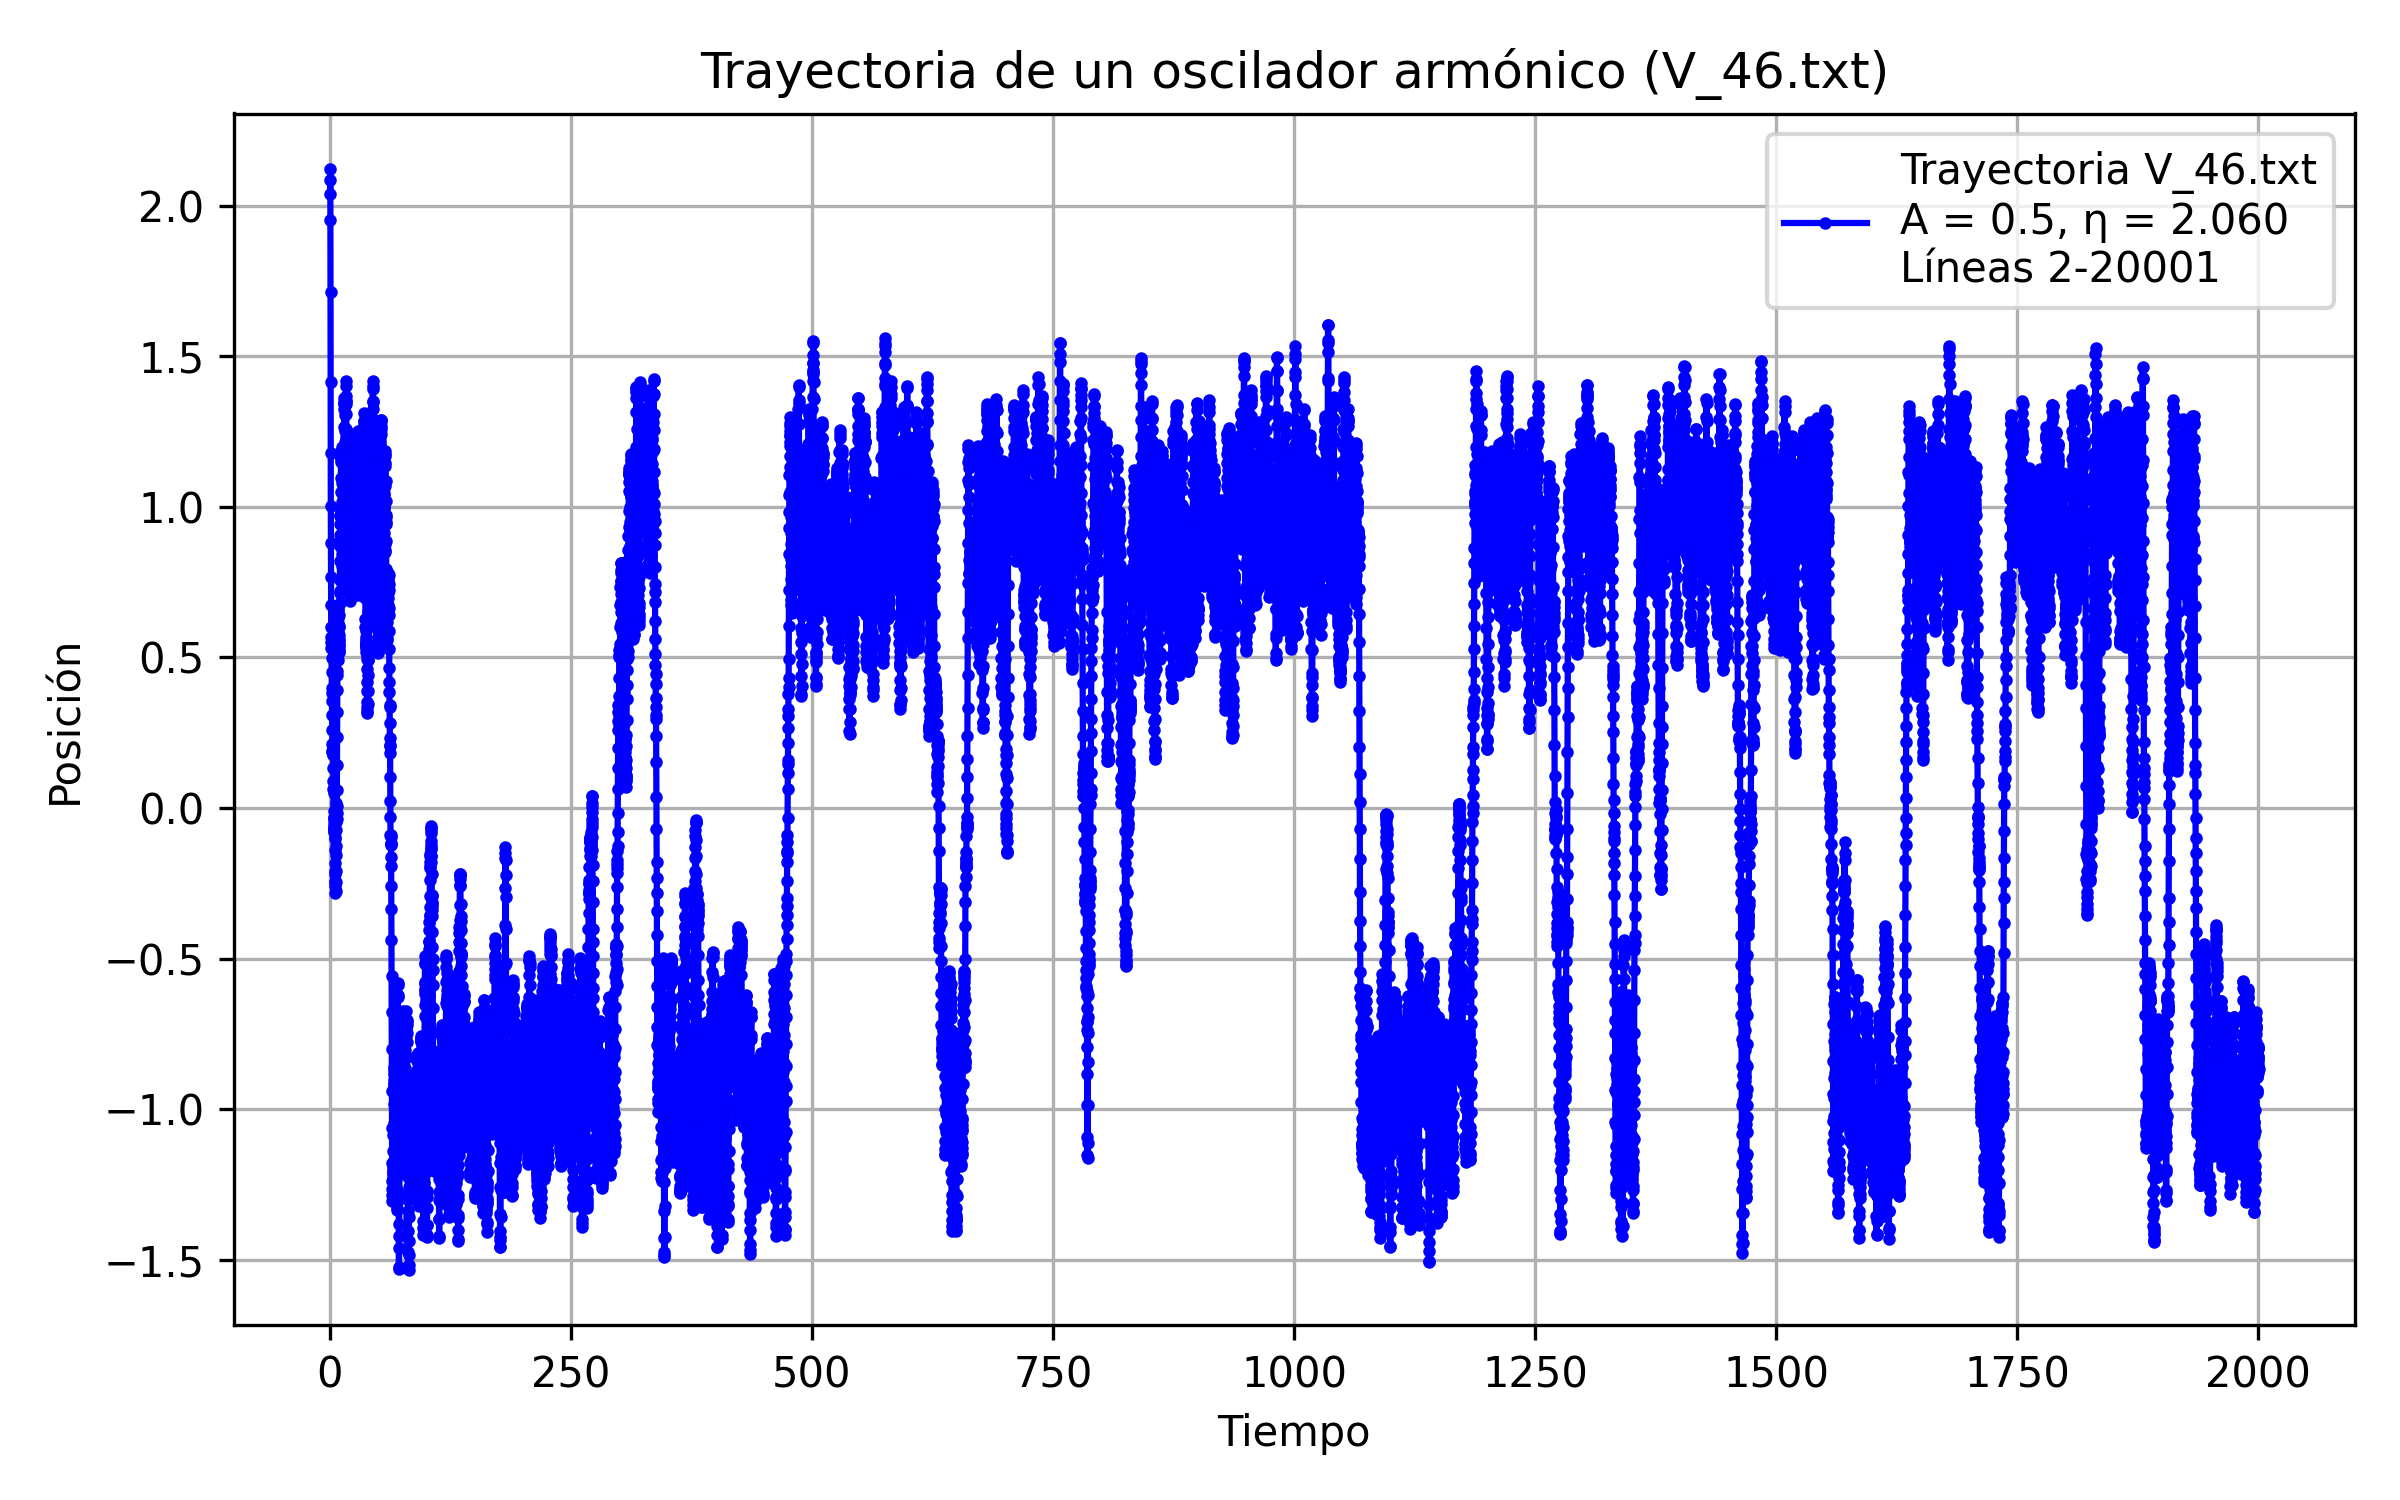 Trayectoria de un oscilador armónico (V_46.txt)
Trayectoria V_46.txt
A = 0.5, η = 2.060
Líneas 2-20001
Posición
2.0
1.5
1.0
0.5
0.0
−0.5
−1.0
−1.5
0 250 500 750 1000 1250 1500 1750 2000
Tiempo